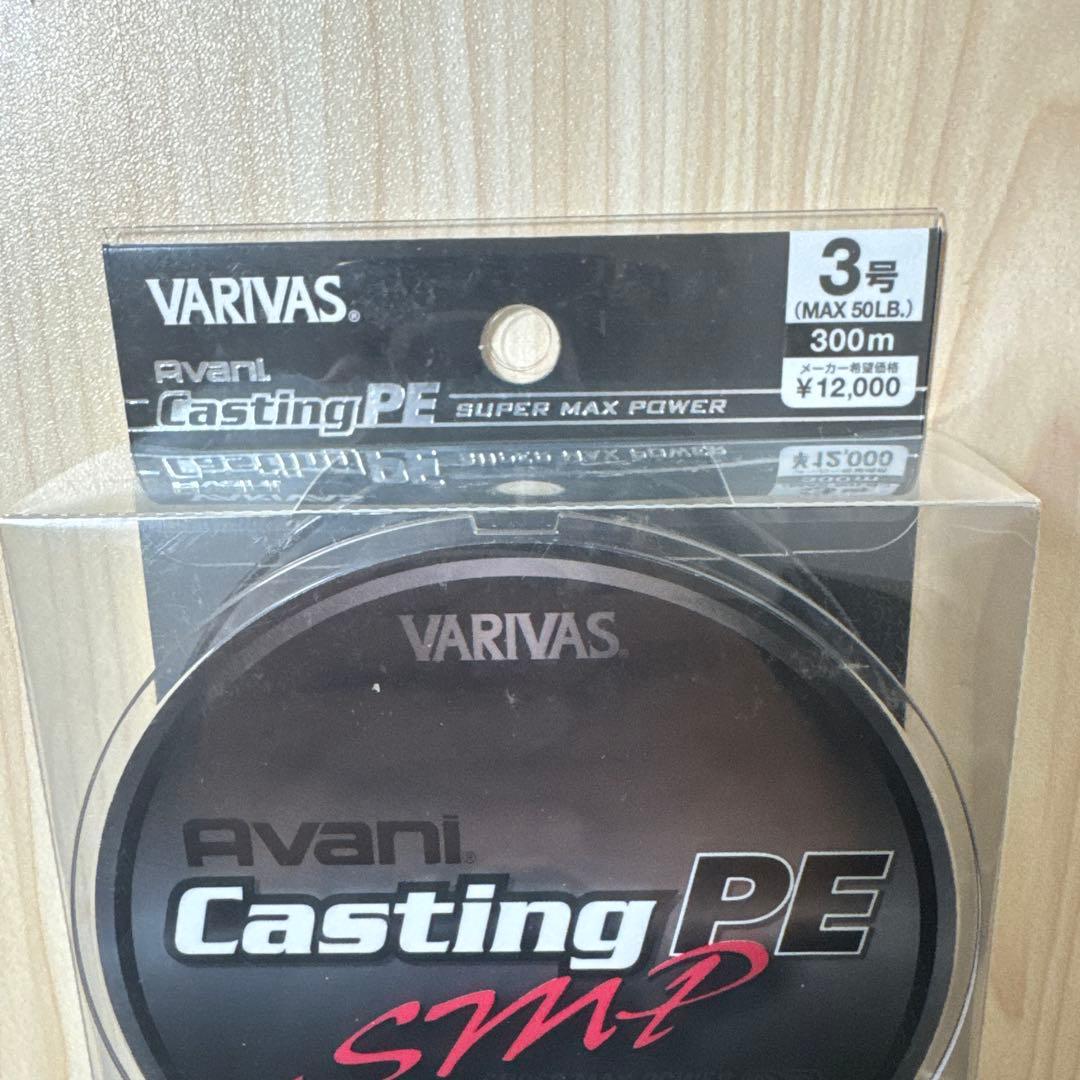 VARIVAS®
3号
(MAX 50LB.)
300m
メーカー希望価格
¥12,000
Avani
Casting PE SUPER MAX POWER
VARIVAS
Avani®
Casting PE
SMP